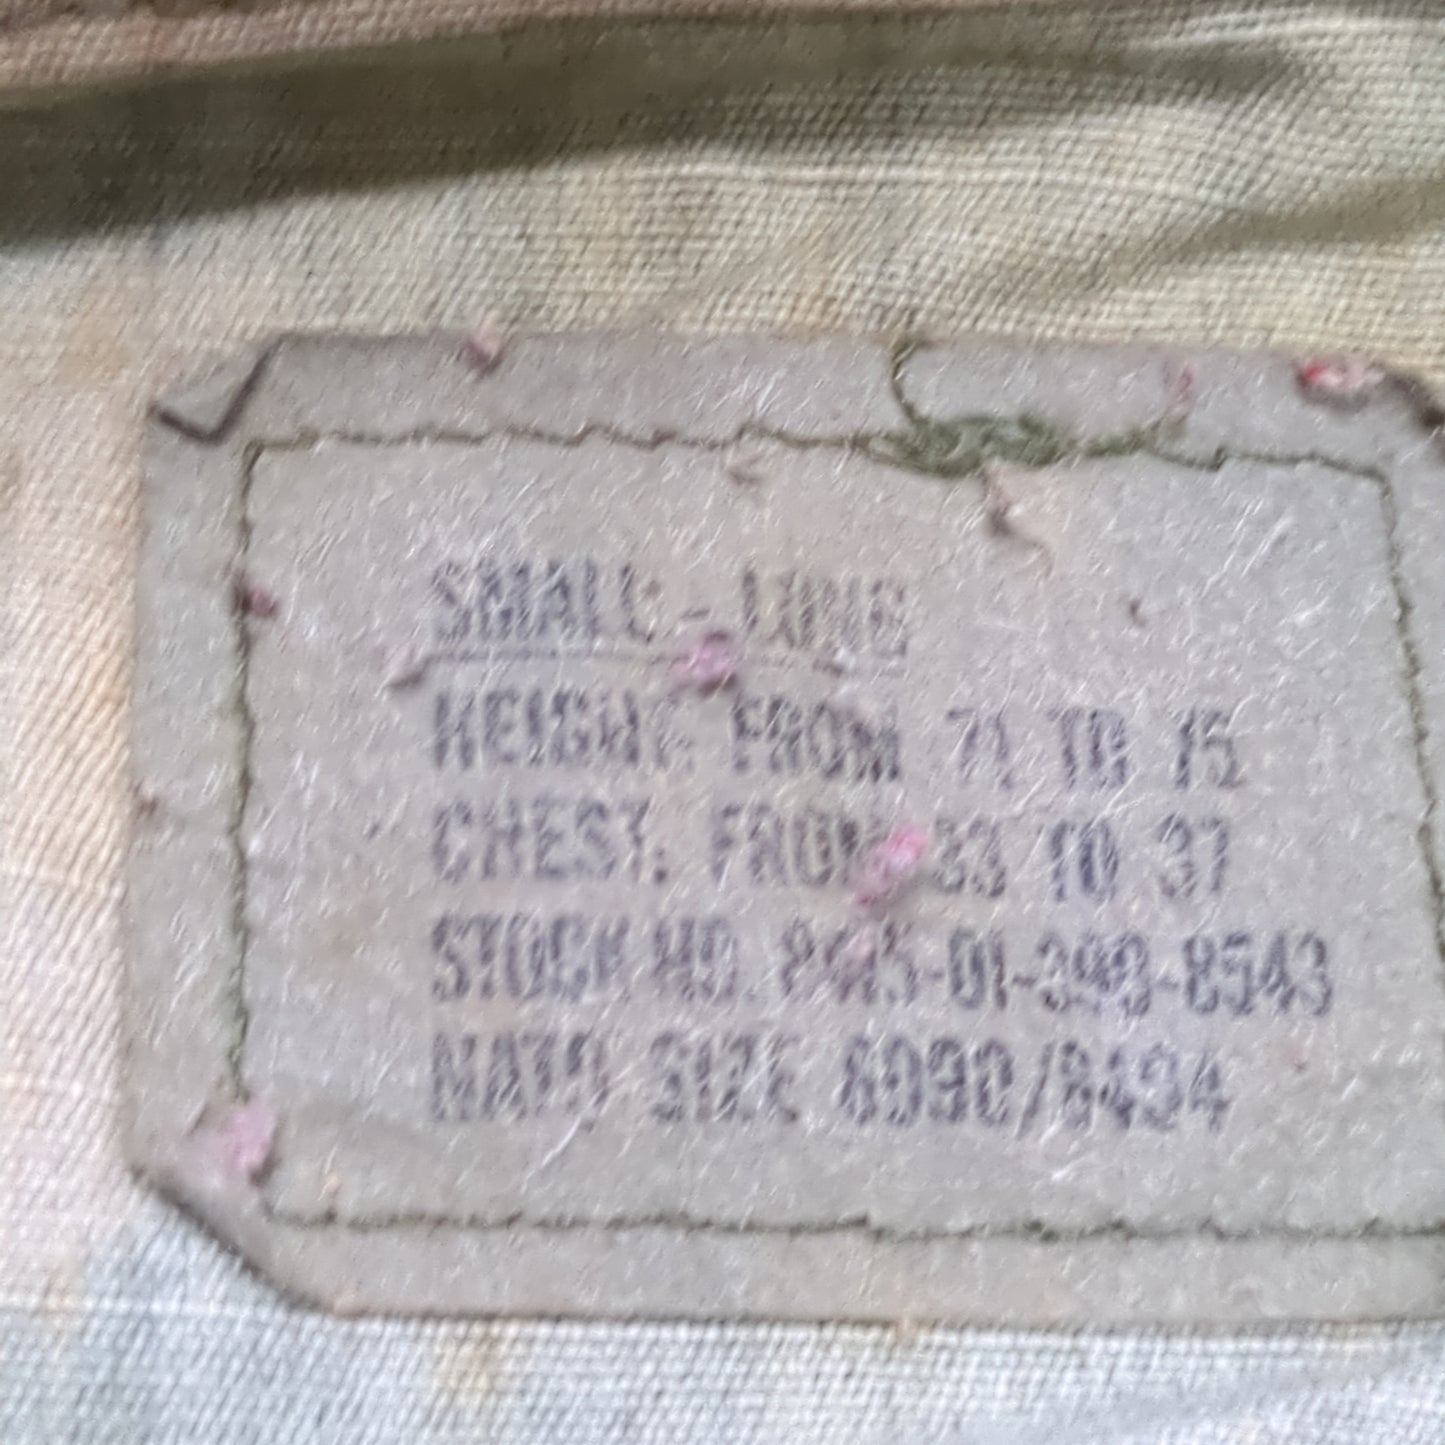 SMALL - LONG
HEIGHT: FROM 71 TO 75
CHEST: FROM 33 TO 37
STOCK NO. 8415-01-393-8543
NATO SIZE 8090/8494